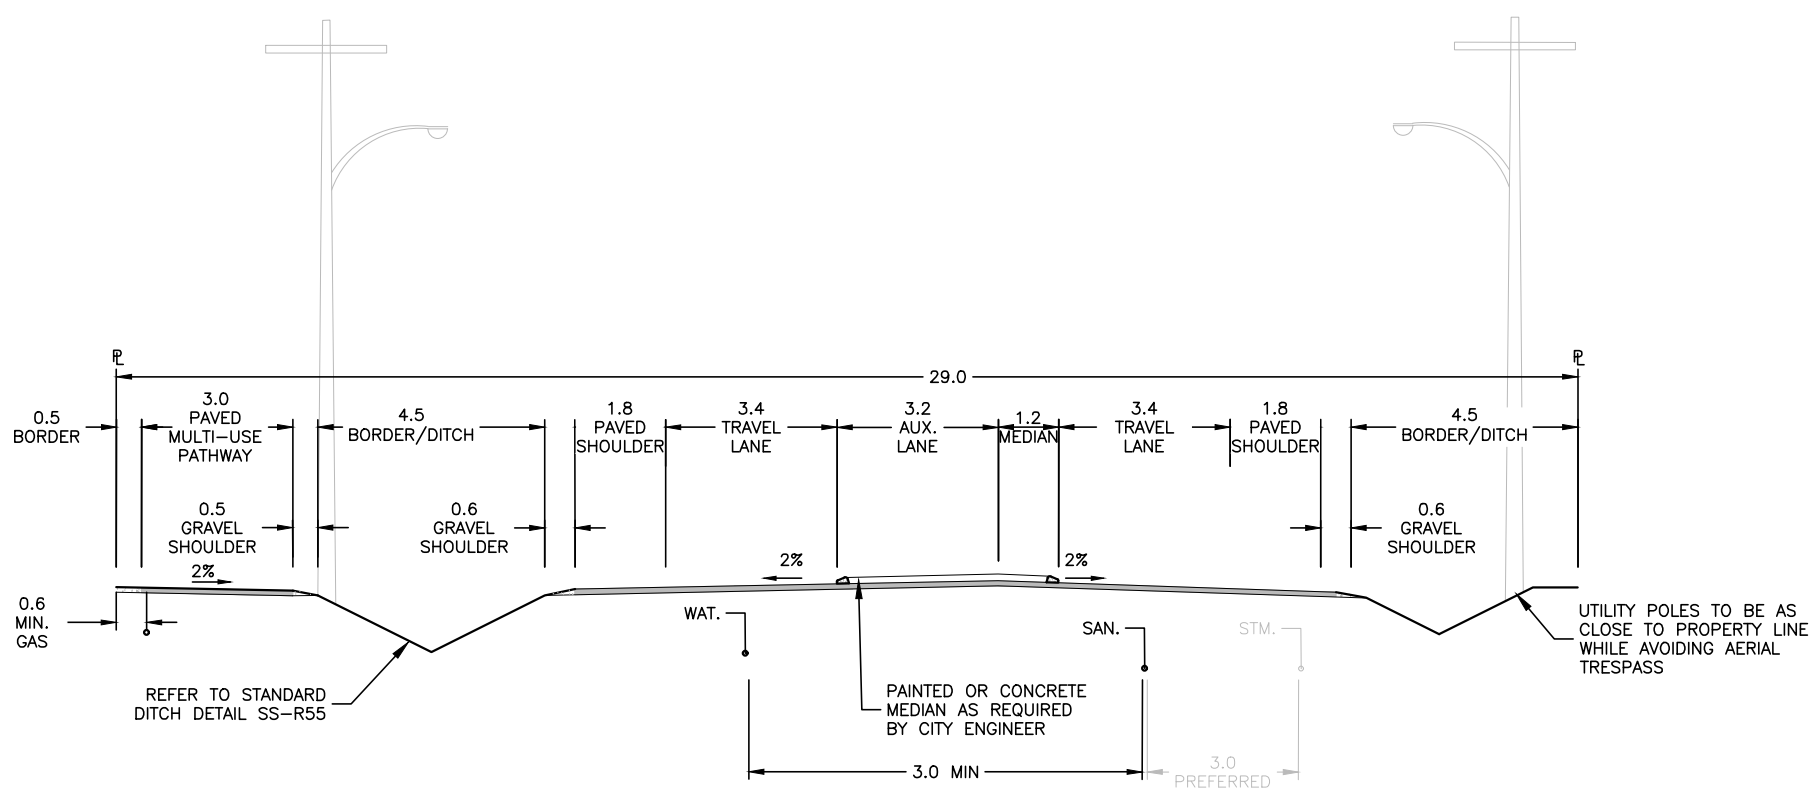 PL
PL
29.0
0.5
BORDER
3.0
PAVED
MULTI-USE
PATHWAY
4.5
BORDER/DITCH
1.8
PAVED
SHOULDER
3.4
TRAVEL
LANE
3.2
AUX.
LANE
1.2
MEDIAN
3.4
TRAVEL
LANE
1.8
PAVED
SHOULDER
4.5
BORDER/DITCH
0.5
GRAVEL
SHOULDER
0.6
GRAVEL
SHOULDER
0.6
GRAVEL
SHOULDER
2%
2%
2%
0.6
MIN.
GAS
WAT.
SAN.
STM.
UTILITY POLES TO BE AS
CLOSE TO PROPERTY LINE
WHILE AVOIDING AERIAL
TRESPASS
REFER TO STANDARD
DITCH DETAIL SS-R55
PAINTED OR CONCRETE
MEDIAN AS REQUIRED
BY CITY ENGINEER
3.0 MIN
3.0
PREFERRED